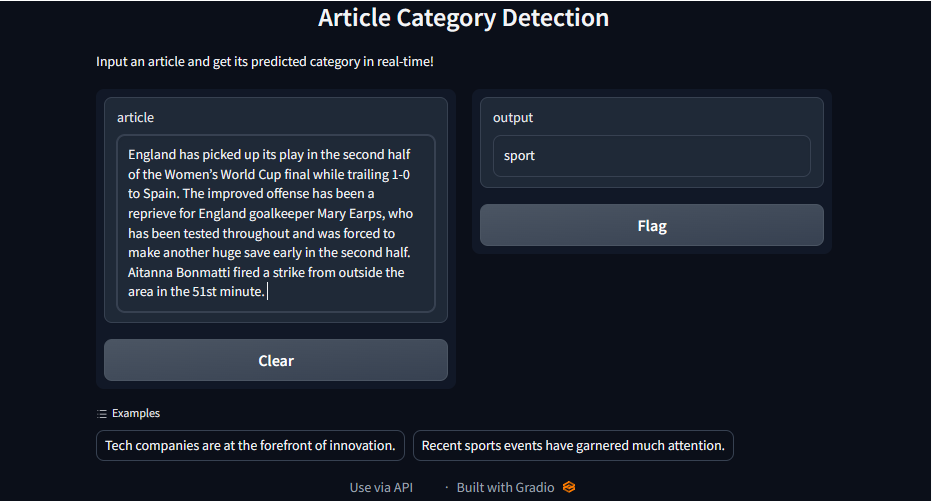 Article Category Detection
Input an article and get its predicted category in real-time!
article
England has picked up its play in the second half
of the Women’s World Cup final while trailing 1-0
to Spain. The improved offense has been a
reprieve for England goalkeeper Mary Earps, who
has been tested throughout and was forced to
make another huge save early in the second half.
Aitanna Bonmatti fired a strike from outside the
area in the 51st minute.
Clear
output
sport
Flag
Examples
Tech companies are at the forefront of innovation.
Recent sports events have garnered much attention.
Use via API · Built with Gradio